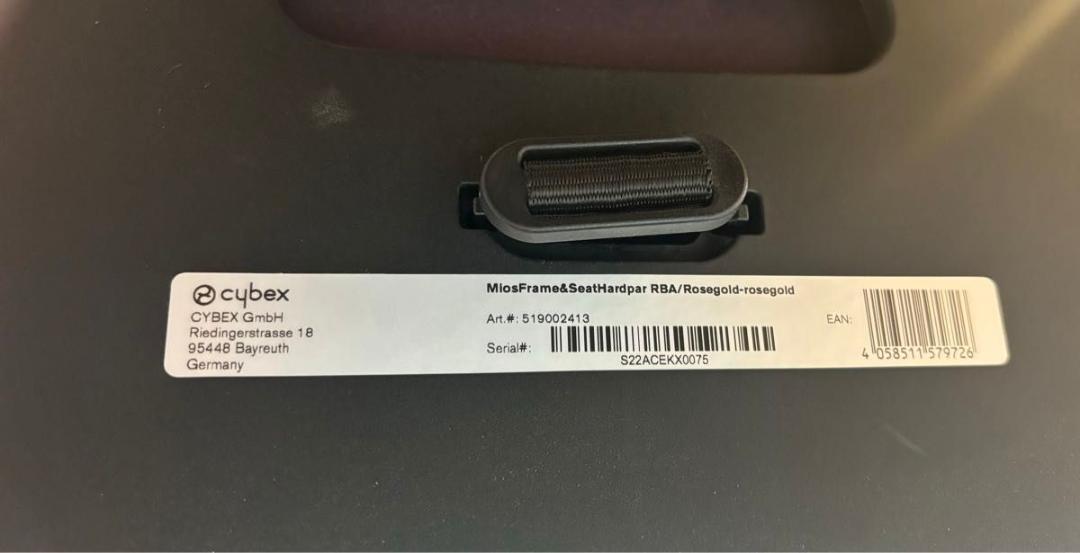 cybex
CYBEX GmbH
Riedingerstrasse 18
95448 Bayreuth
Germany
MiosFrame&SeatHardpar RBA/Rosegold-rosegold
Art.#: 519002413
Serial#:
S22ACEKX0075
EAN:
4 058511 579726